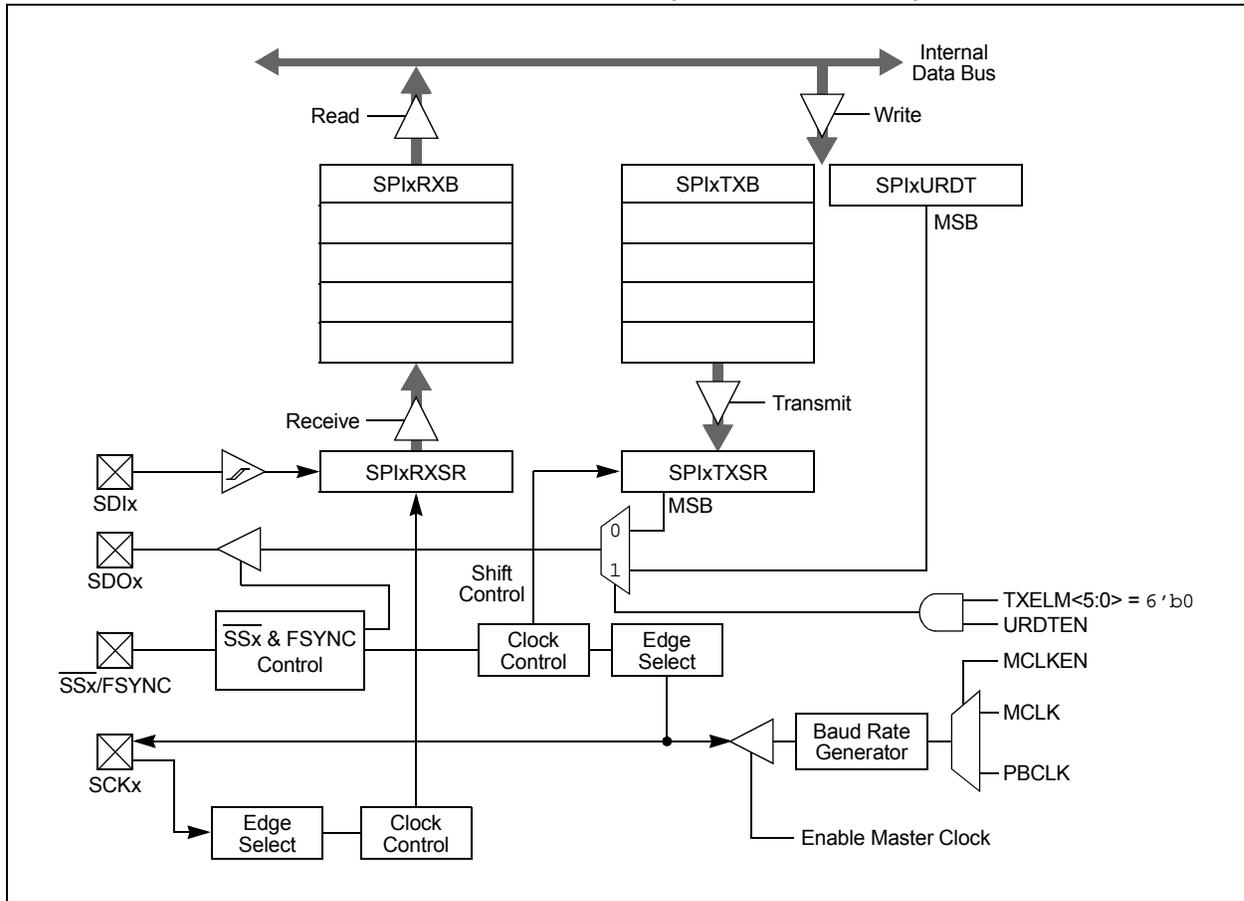 Internal
Data Bus
Read
Write
SPIxRXB
SPIxTXB
SPIxURDT
MSB
Receive
Transmit
SPIxRXSR
SPIxTXSR
SDIx
MSB
0
1
SDOx
Shift
Control
TXELM<5:0> = 6'b0
URDTEN
SSx & FSYNC
Control
Clock
Control
Edge
Select
SSx/FSYNC
MCLKEN
MCLK
Baud Rate
Generator
PBCLK
SCKx
Edge
Select
Clock
Control
Enable Master Clock